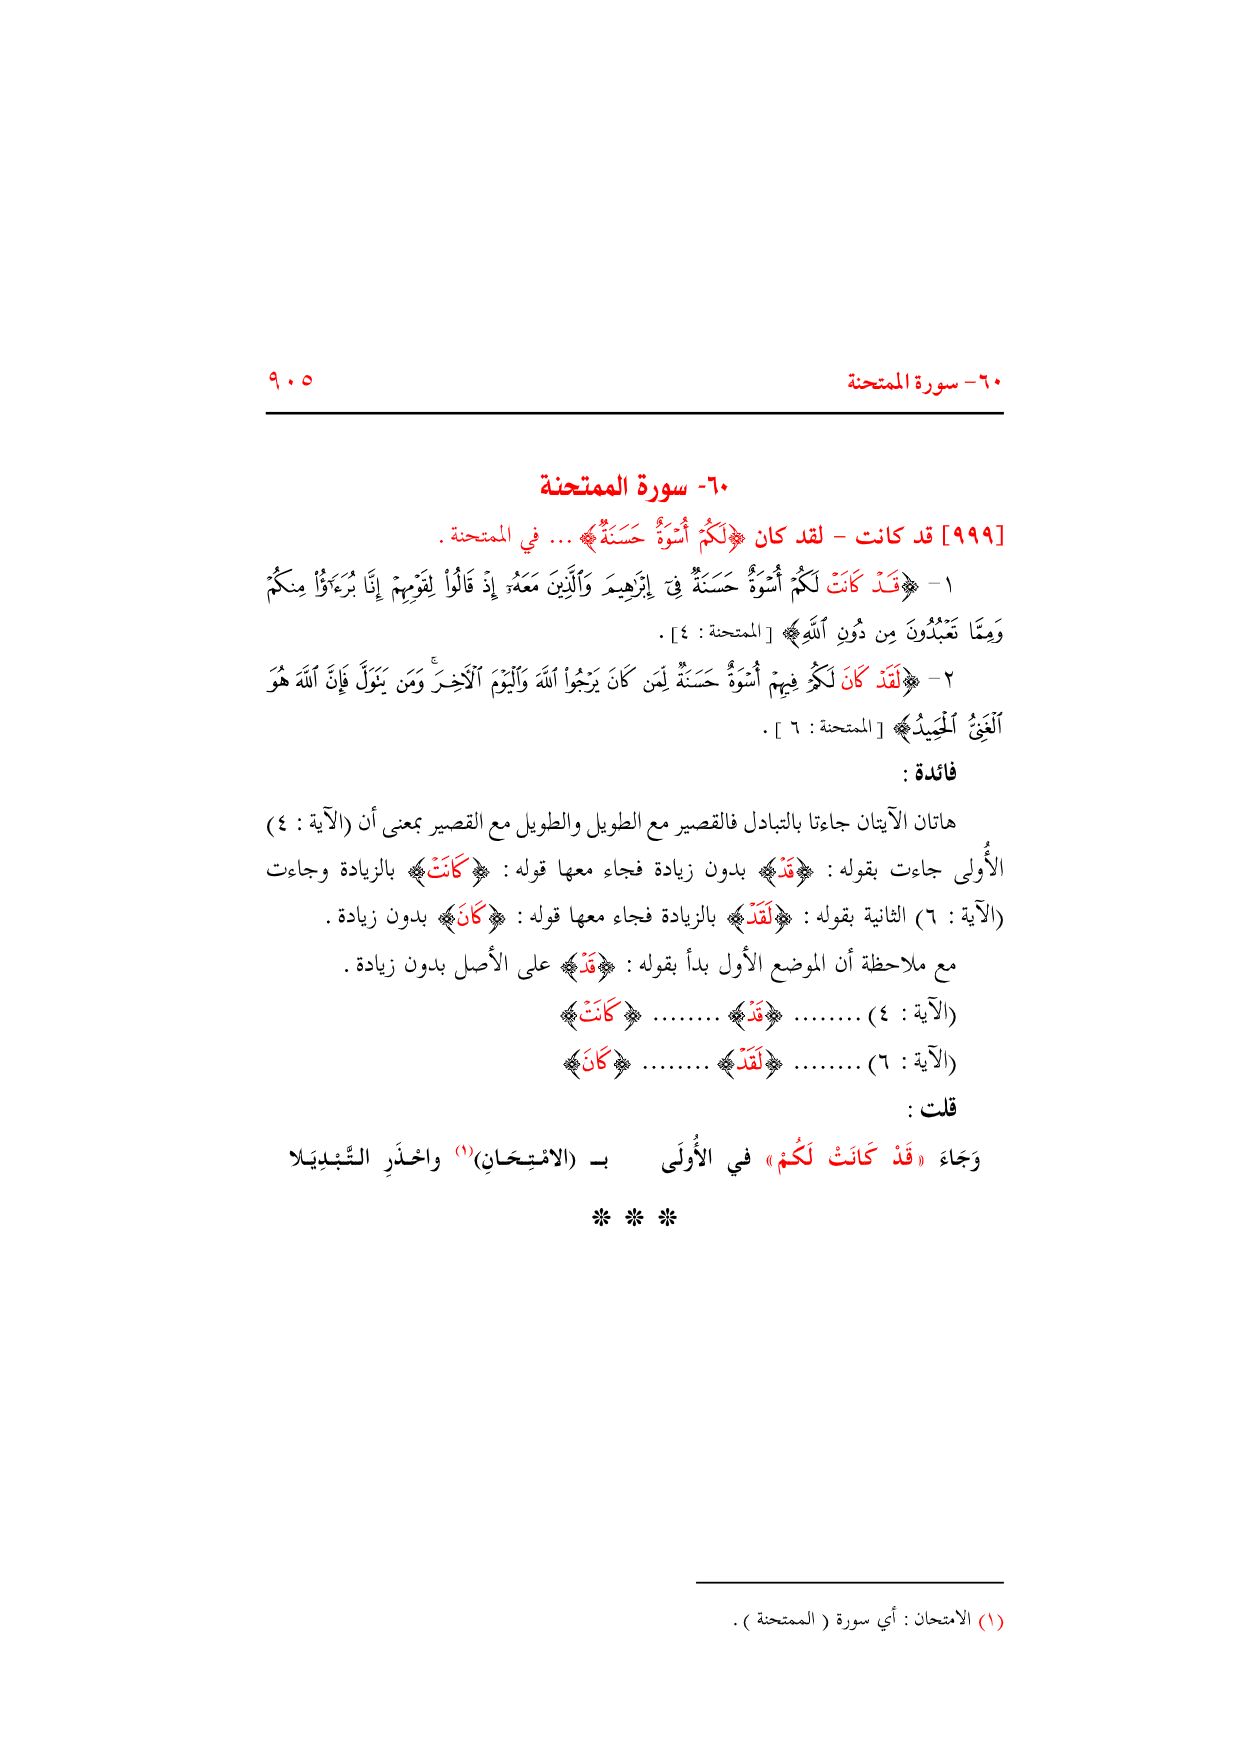 ٦٠- سورة الممتحنة ٩٠٥
٦٠- سورة الممتحنة
[٩٩٩] قد كانت - لقد كان ﴿لَكُمۡ أُسۡوَةٌ حَسَنَةٌ﴾ ... في الممتحنة .
١- ﴿قَدۡ كَانَتۡ لَكُمۡ أُسۡوَةٌ حَسَنَةٌ فِيٓ إِبۡرَٰهِيمَ وَٱلَّذِينَ مَعَهُۥٓ إِذۡ قَالُواْ لِقَوۡمِهِمۡ إِنَّا بُرَءَٰٓؤُاْ مِنكُمۡ
وَمِمَّا تَعۡبُدُونَ مِن دُونِ ٱللَّهِ﴾ [الممتحنة : ٤] .
٢- ﴿لَقَدۡ كَانَ لَكُمۡ فِيهِمۡ أُسۡوَةٌ حَسَنَةٌ لِّمَن كَانَ يَرۡجُواْ ٱللَّهَ وَٱلۡيَوۡمَ ٱلۡأٓخِرَۚ وَمَن يَتَوَلَّ فَإِنَّ ٱللَّهَ هُوَ
ٱلۡغَنِيُّ ٱلۡحَمِيدُ﴾ [الممتحنة : ٦] .
فائدة :
هاتان الآيتان جاءتا بالتبادل فالقصير مع الطويل والطويل مع القصير بمعنى أن (الآية : ٤)
الأُولى جاءت بقوله : ﴿قَدۡ﴾ بدون زيادة فجاء معها قوله : ﴿كَانَتۡ﴾ بالزيادة وجاءت
(الآية : ٦) الثانية بقوله : ﴿لَقَدۡ﴾ بالزيادة فجاء معها قوله : ﴿كَانَ﴾ بدون زيادة .
مع ملاحظة أن الموضع الأول بدأ بقوله : ﴿قَدۡ﴾ على الأصل بدون زيادة .
(الآية : ٤) ........ ﴿قَدۡ﴾ ........ ﴿كَانَتۡ﴾
(الآية : ٦) ........ ﴿لَقَدۡ﴾ ........ ﴿كَانَ﴾
قلت :
وَجَاءَ «قَدْ كَانَتْ لَكُمْ» في الأُولَى بـ (الامْتِحَانِ)(١) واحْذَرِ التَّبْدِيَلا
(١) الامتحان : أي سورة ( الممتحنة ) .